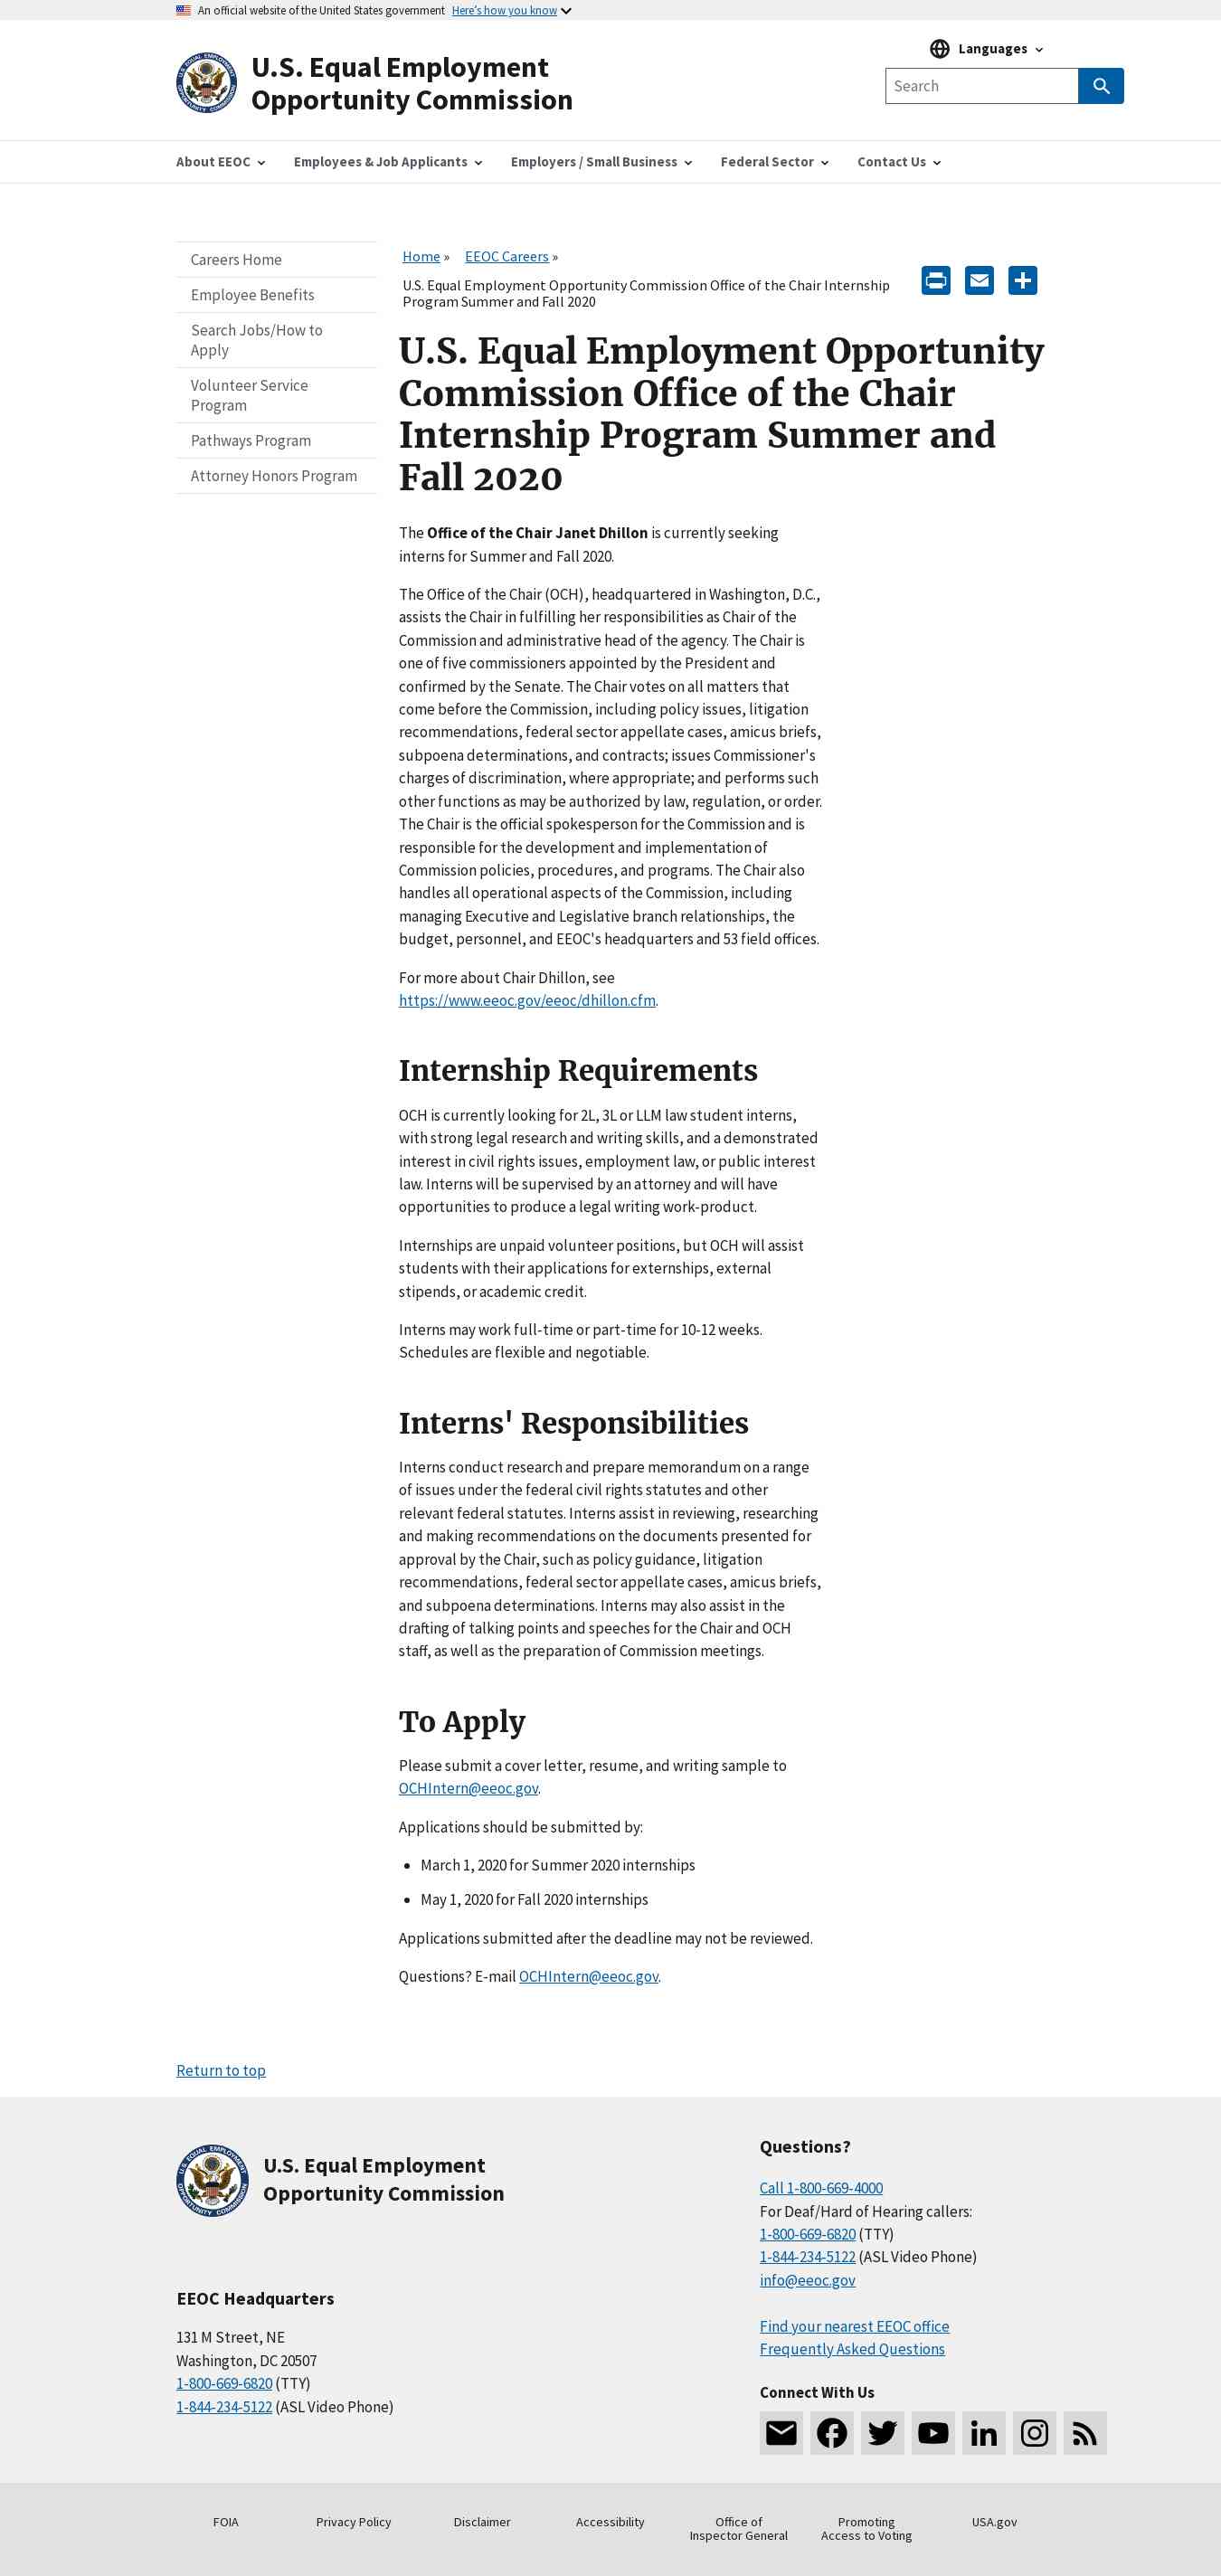 An official website of the United States government Here's how you know
U.S. Equal Employment
Opportunity Commission
Languages
Search
About EEOC
Employees & Job Applicants
Employers / Small Business
Federal Sector
Contact Us
Careers Home
Employee Benefits
Search Jobs/How to
Apply
Volunteer Service
Program
Pathways Program
Attorney Honors Program
Home » EEOC Careers »
U.S. Equal Employment Opportunity Commission Office of the Chair Internship
Program Summer and Fall 2020
U.S. Equal Employment Opportunity
Commission Office of the Chair
Internship Program Summer and
Fall 2020
The Office of the Chair Janet Dhillon is currently seeking
interns for Summer and Fall 2020.
The Office of the Chair (OCH), headquartered in Washington, D.C.,
assists the Chair in fulfilling her responsibilities as Chair of the
Commission and administrative head of the agency. The Chair is
one of five commissioners appointed by the President and
confirmed by the Senate. The Chair votes on all matters that
come before the Commission, including policy issues, litigation
recommendations, federal sector appellate cases, amicus briefs,
subpoena determinations, and contracts; issues Commissioner's
charges of discrimination, where appropriate; and performs such
other functions as may be authorized by law, regulation, or order.
The Chair is the official spokesperson for the Commission and is
responsible for the development and implementation of
Commission policies, procedures, and programs. The Chair also
handles all operational aspects of the Commission, including
managing Executive and Legislative branch relationships, the
budget, personnel, and EEOC's headquarters and 53 field offices.
For more about Chair Dhillon, see
https://www.eeoc.gov/eeoc/dhillon.cfm.
Internship Requirements
OCH is currently looking for 2L, 3L or LLM law student interns,
with strong legal research and writing skills, and a demonstrated
interest in civil rights issues, employment law, or public interest
law. Interns will be supervised by an attorney and will have
opportunities to produce a legal writing work-product.
Internships are unpaid volunteer positions, but OCH will assist
students with their applications for externships, external
stipends, or academic credit.
Interns may work full-time or part-time for 10-12 weeks.
Schedules are flexible and negotiable.
Interns' Responsibilities
Interns conduct research and prepare memorandum on a range
of issues under the federal civil rights statutes and other
relevant federal statutes. Interns assist in reviewing, researching
and making recommendations on the documents presented for
approval by the Chair, such as policy guidance, litigation
recommendations, federal sector appellate cases, amicus briefs,
and subpoena determinations. Interns may also assist in the
drafting of talking points and speeches for the Chair and OCH
staff, as well as the preparation of Commission meetings.
To Apply
Please submit a cover letter, resume, and writing sample to
OCHIntern@eeoc.gov.
Applications should be submitted by:
March 1, 2020 for Summer 2020 internships
May 1, 2020 for Fall 2020 internships
Applications submitted after the deadline may not be reviewed.
Questions? E-mail OCHIntern@eeoc.gov.
Return to top
U.S. Equal Employment
Opportunity Commission
EEOC Headquarters
131 M Street, NE
Washington, DC 20507
1-800-669-6820 (TTY)
1-844-234-5122 (ASL Video Phone)
Questions?
Call 1-800-669-4000
For Deaf/Hard of Hearing callers:
1-800-669-6820 (TTY)
1-844-234-5122 (ASL Video Phone)
info@eeoc.gov
Find your nearest EEOC office
Frequently Asked Questions
Connect With Us
FOIA
Privacy Policy
Disclaimer
Accessibility
Office of
Inspector General
Promoting
Access to Voting
USA.gov